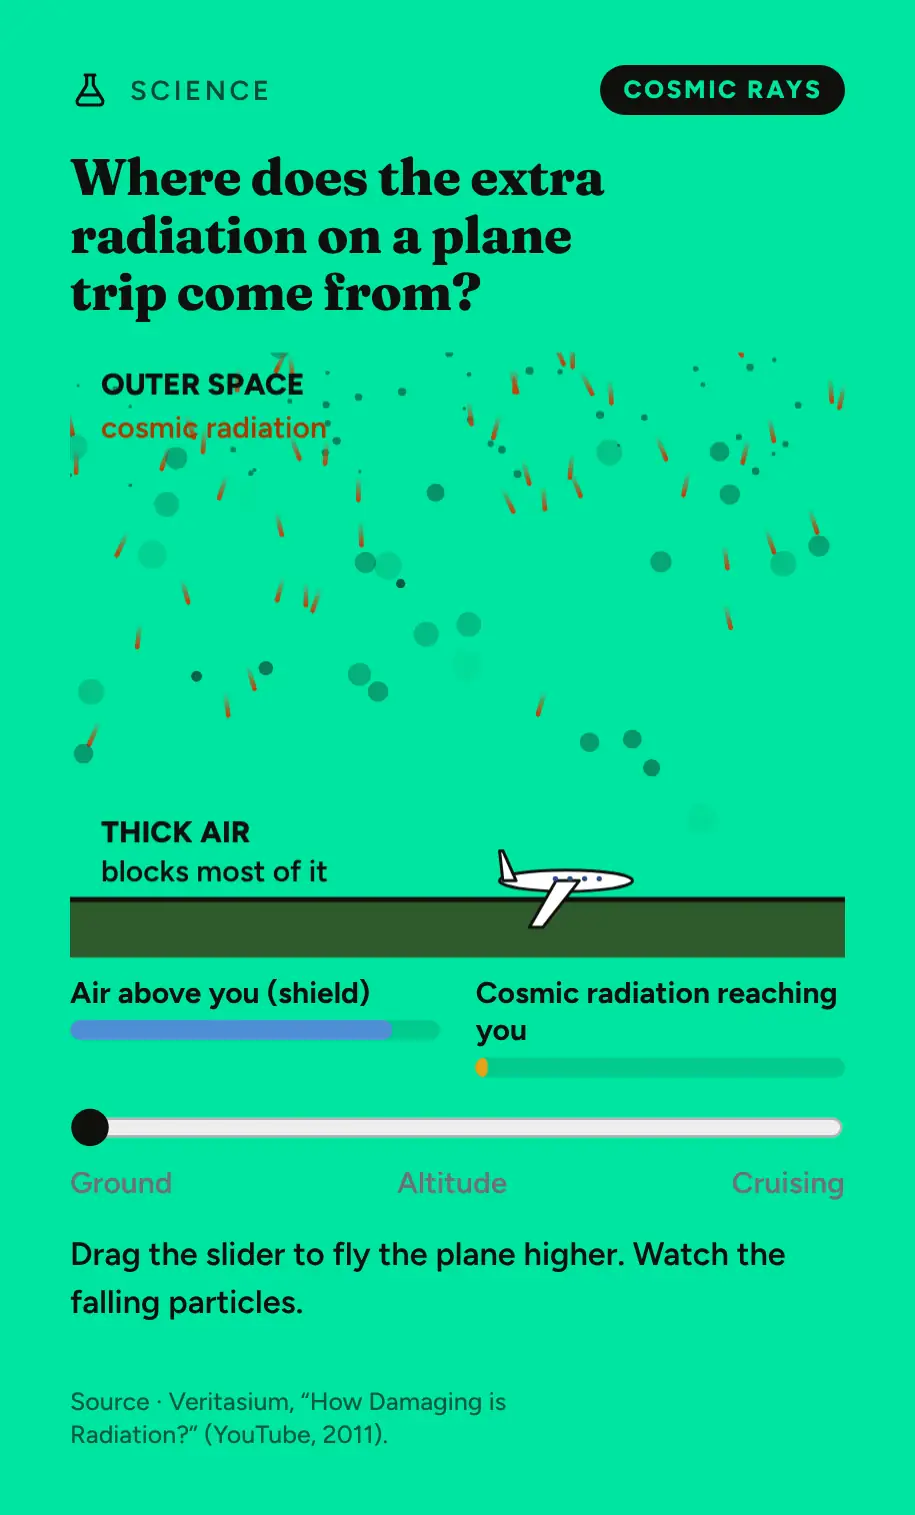 SCIENCE
COSMIC RAYS
Where does the extra
radiation on a plane
trip come from?
OUTER SPACE
cosmic radiation
THICK AIR
blocks most of it
Air above you (shield)
Cosmic radiation reaching
you
Ground
Altitude
Cruising
Drag the slider to fly the plane higher. Watch the
falling particles.
Source · Veritasium, “How Damaging is
Radiation?” (YouTube, 2011).